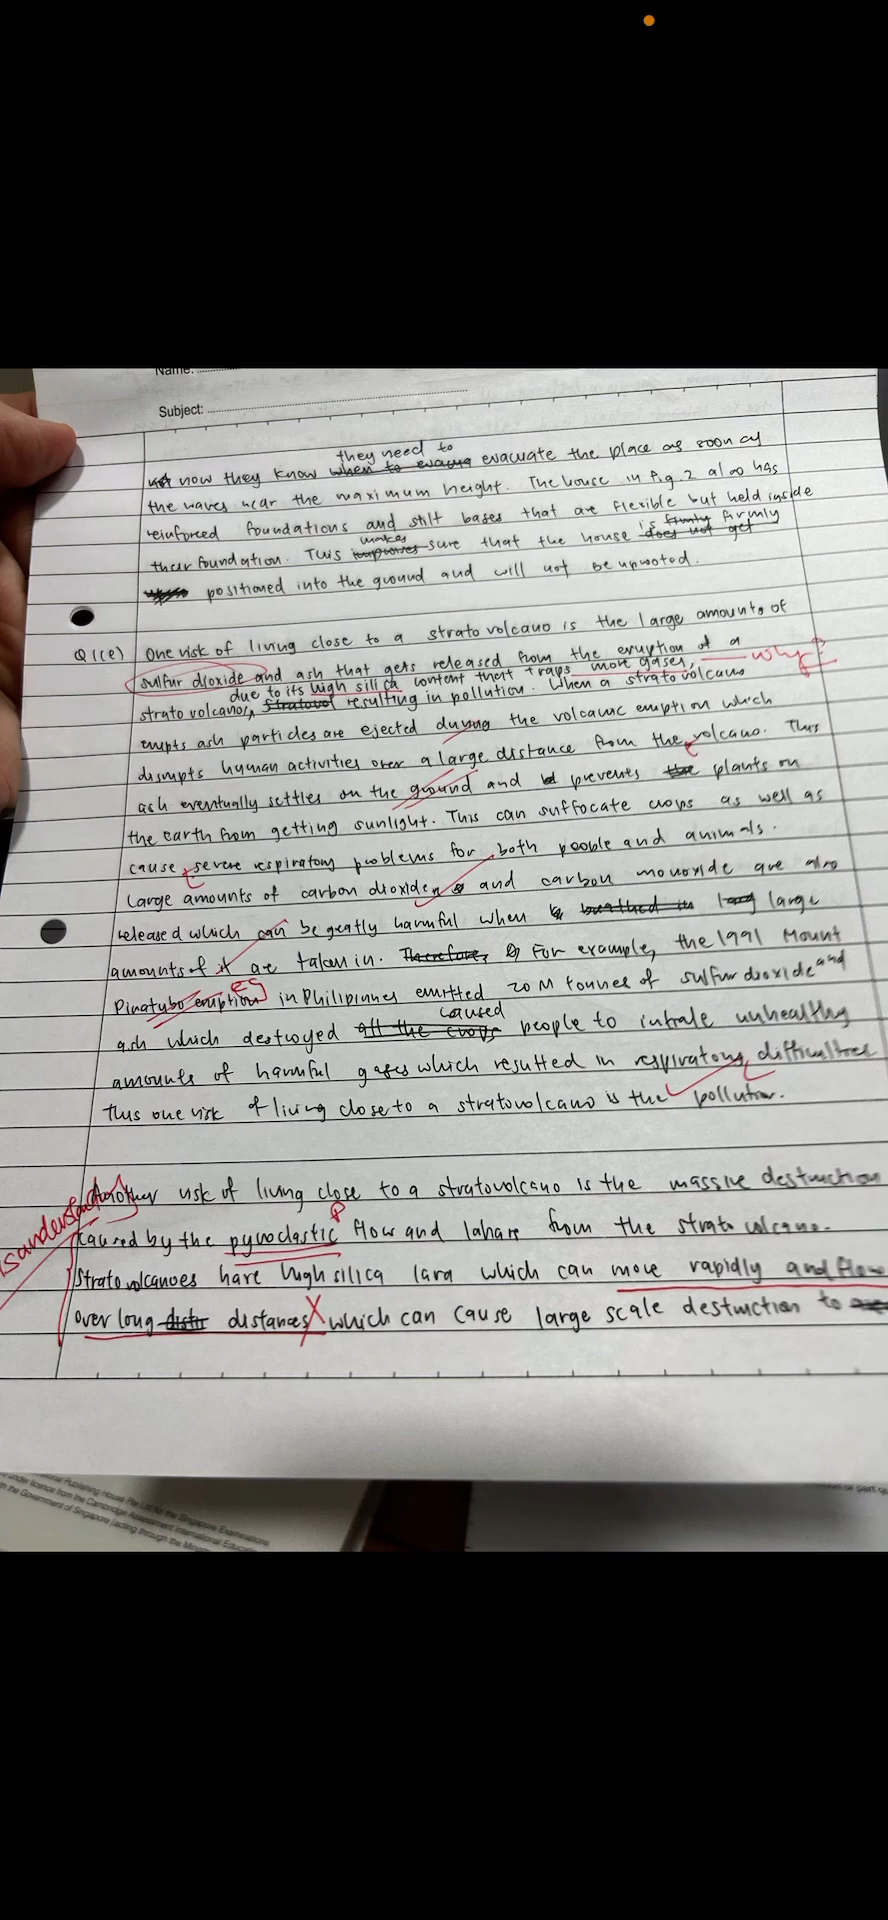 Name:
Subject:
they need to
now they know when to evacuate the place as soon as
the waves near the maximum height. The house in fig. 2 also has
reinforced foundations and stilt bases that are flexible but held inside
makes is firmly firmly
their foundation. This improves sure that the house does not get
positioned into the ground and will not be uprooted.
Q1(e) One risk of living close to a stratovolcano is the large amounts of
sulfur dioxide and ash that gets released from the eruption of a why?
due to its high silica content that traps more gases,
strato volcano, resulting in pollution. When a stratovolcano
erupts ash particles are ejected during the volcanic eruption which
disrupts human activities over a large distance from the volcano. This
ash eventually settles on the ground and prevents the plants on
the earth from getting sunlight. This can suffocate crops as well as
cause severe respiratory problems for both people and animals.
Large amounts of carbon dioxide and carbon monoxide are also
released which can be greatly harmful when breathed in large
amounts of it are taken in. Therefore, For example, the 1991 Mount
eg
Pinatubo eruption in Philipinnes emitted 20 M tonnes of sulfur dioxide and
caused
ash which destroyed all the crops people to inhale unhealthy
amounts of harmful gases which resulted in respiratory difficulties
Thus one risk of living close to a stratovolcano is the pollution.
Another risk of living close to a stratovolcano is the massive destruction
caused by the pyroclastic flow and lahars from the strato volcano.
Stratovolcanoes have high silica lava which can move rapidly and flow
over long distances which can cause large scale destruction to